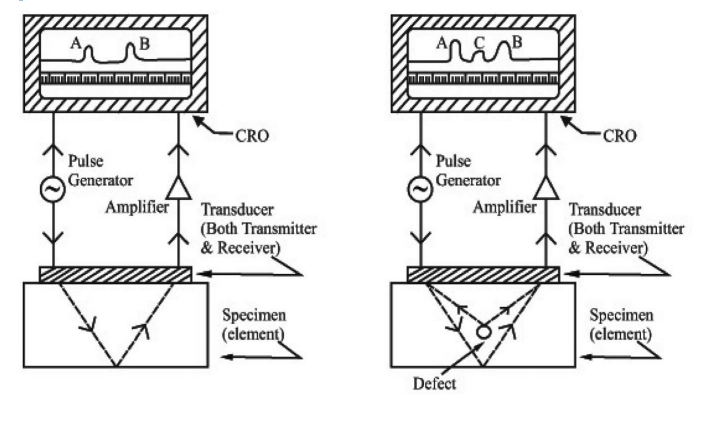 A
B
CRO
Pulse
Generator
Amplifier
Transducer
(Both Transmitter
& Receiver)
Specimen
(element)
A
C
B
CRO
Pulse
Generator
Amplifier
Transducer
(Both Transmitter
& Receiver)
Specimen
(element)
Defect